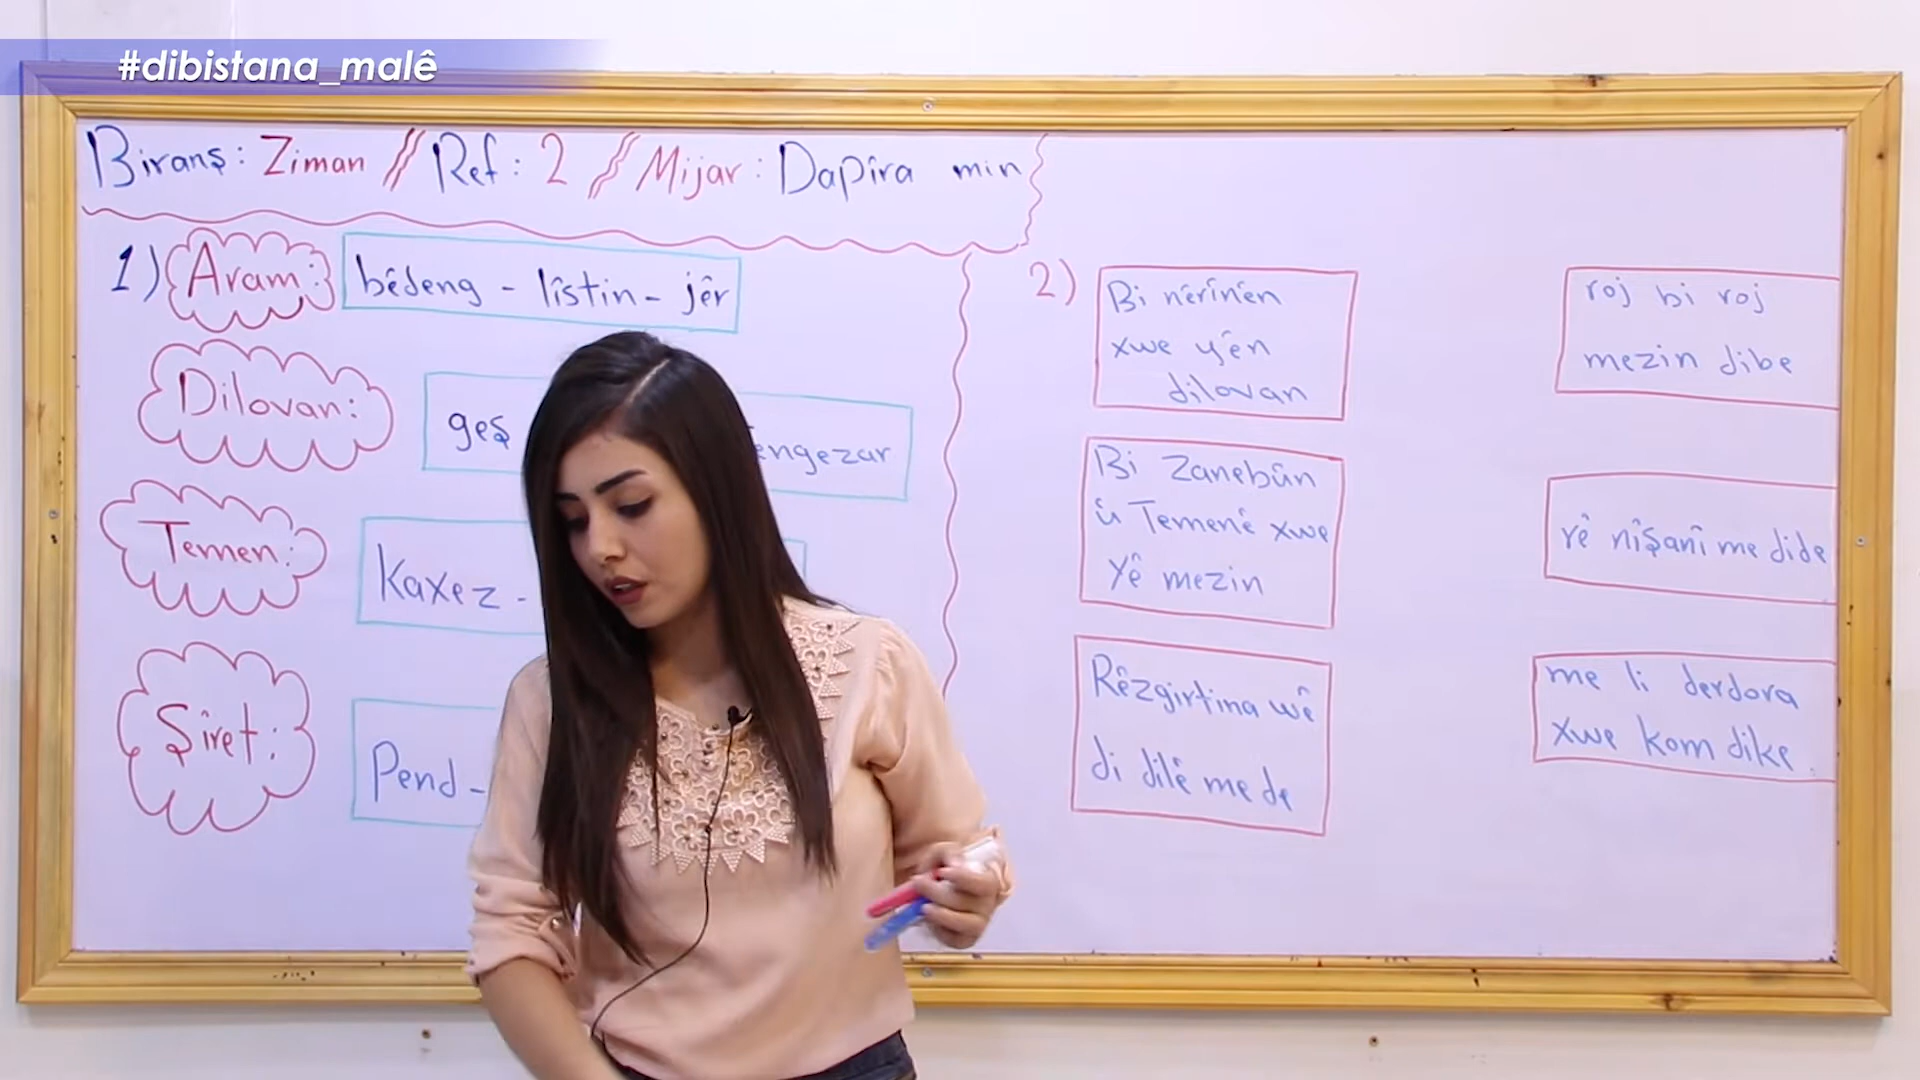 #dibistana_malê
Biranş: Ziman // Ref: 2 // Mijar: Dapîra min
1) Aram: bêdeng - lîstin - jêr
Dilovan: geş
Temen: Kaxez -
Şîret: Pend -
2)
Bi nêrînên
xwe yên
dilovan
Bi Zanebûn
û Temenê xwe
Yê mezin
Rêzgirtina wê
di dilê me de
roj bi roj
mezin dibe
rê nîşanî me dide
me li derdora
xwe kom dike.